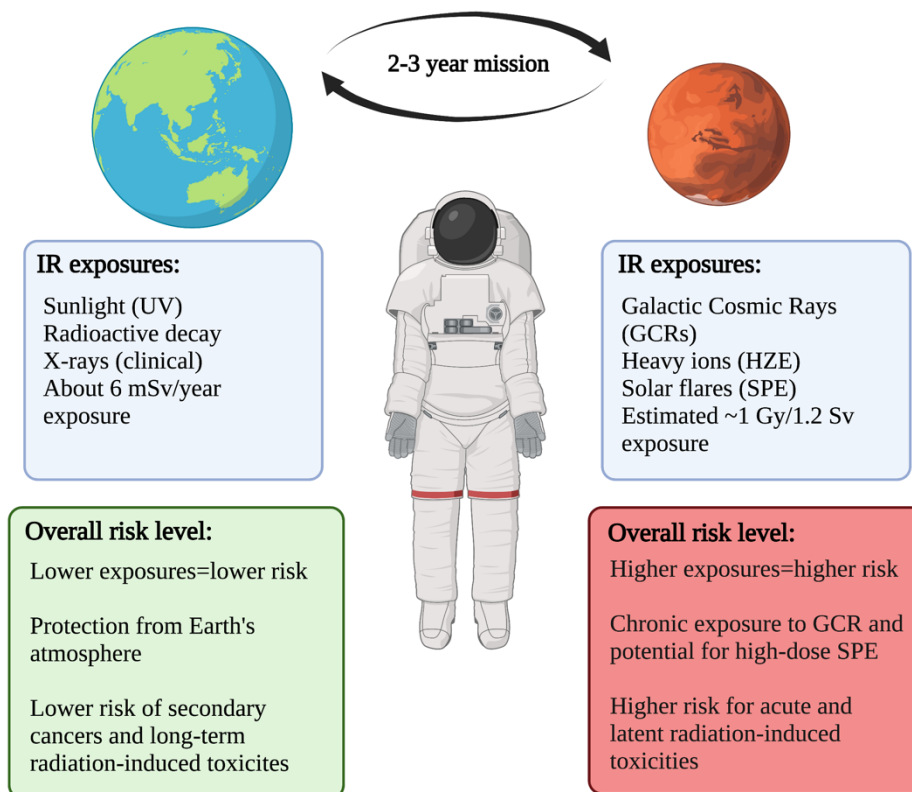 2-3 year mission
IR exposures:
Sunlight (UV)
Radioactive decay
X-rays (clinical)
About 6 mSv/year
exposure
IR exposures:
Galactic Cosmic Rays
(GCRs)
Heavy ions (HZE)
Solar flares (SPE)
Estimated ~1 Gy/1.2 Sv
exposure
Overall risk level:
Lower exposures=lower risk
Protection from Earth's
atmosphere
Lower risk of secondary
cancers and long-term
radiation-induced toxicites
Overall risk level:
Higher exposures=higher risk
Chronic exposure to GCR and
potential for high-dose SPE
Higher risk for acute and
latent radiation-induced
toxicities